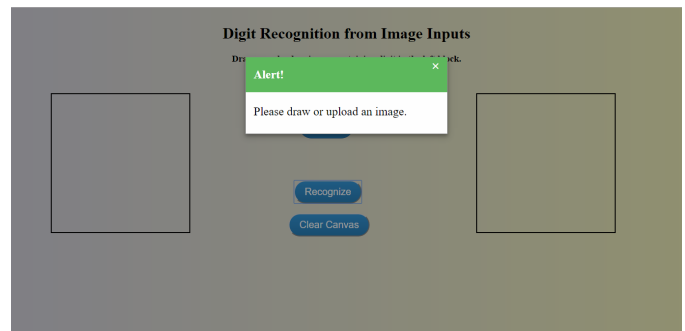 Digit Recognition from Image Inputs
Alert!
×
Please draw or upload an image.
Recognize
Clear Canvas